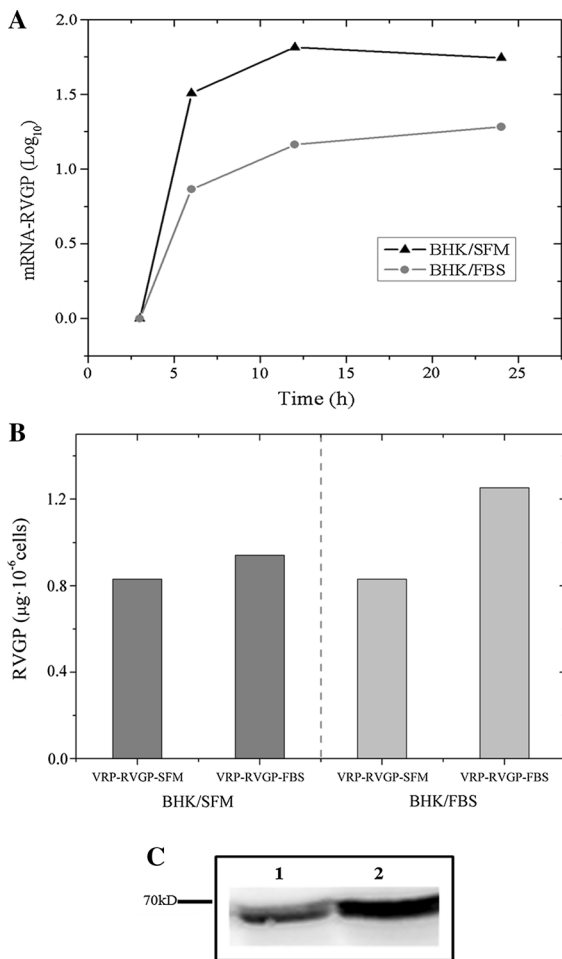 A
2.0
1.5
1.0
0.5
0.0
mRNA-RVGP (Log10)
BHK/SFM
BHK/FBS
0 5 10 15 20 25
Time (h)
B
1.2
0.8
0.4
0.0
RVGP (µg·10⁻⁶cells)
VRP-RVGP-SFM VRP-RVGP-FBS VRP-RVGP-SFM VRP-RVGP-FBS
BHK/SFM BHK/FBS
C
1 2
70kD